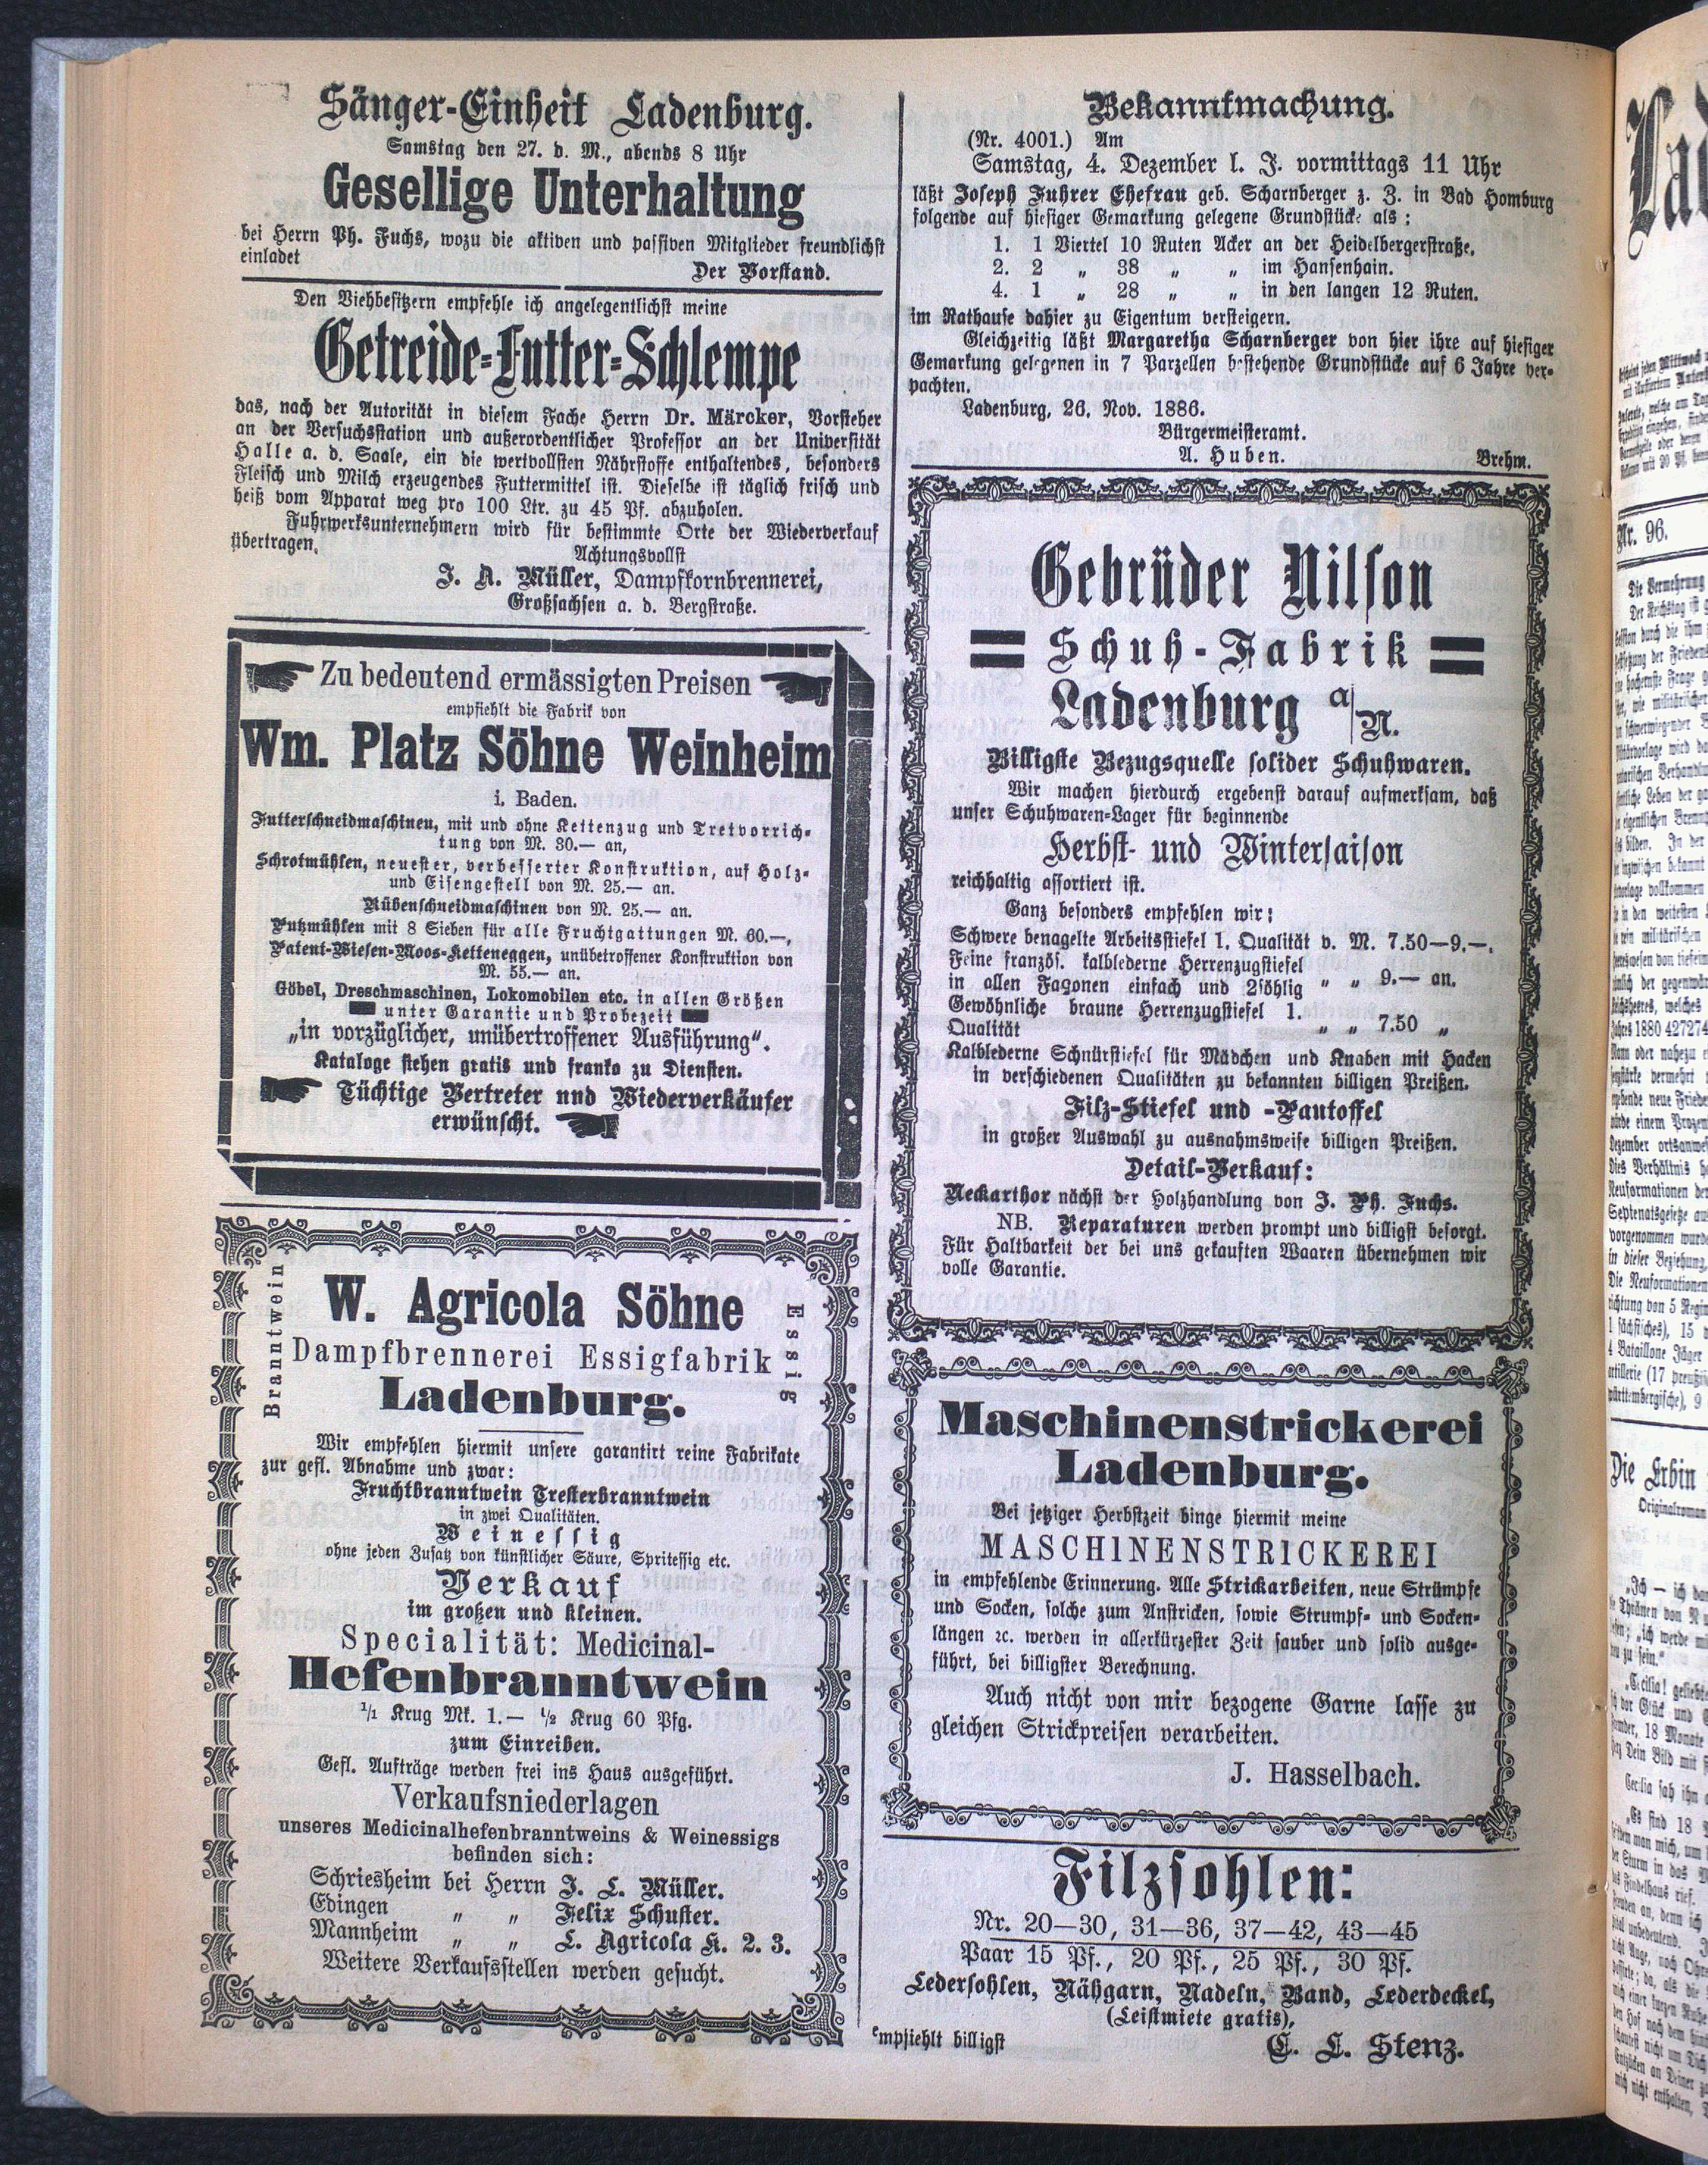 Sänger-Einheit Ladenburg.
Samstag den 27. d. M., abends 8 Uhr
Gesellige Unterhaltung
bei Herrn Ph. Fuchs, wozu die aktiven und passiven Mitglieder freundlichst
einladet
Der Vorstand.
Den Viehbesitzern empfehle ich angelegentlichst meine
Getreide-Futter-Schlempe
das, nach der Autorität in diesem Fache Herrn Dr. Märcker, Vorsteher
an der Versuchsstation und außerordentlicher Professor an der Universität
Halle a. d. Saale, ein die wertvollsten Nährstoffe enthaltendes, besonders
Fleisch und Milch erzeugendes Futtermittel ist. Dieselbe ist täglich frisch und
heiß vom Apparat weg pro 100 Ltr. zu 45 Pf. abzuholen.
Fuhrwerksunternehmern wird für bestimmte Orte der Wiederverkauf
übertragen.
Achtungsvollst
J. A. Müller, Dampfkornbrennerei,
Großsachsen a. d. Bergstraße.
Zu bedeutend ermässigten Preisen
empfiehlt die Fabrik von
Wm. Platz Söhne Weinheim
i. Baden.
Futterschneidmaschinen, mit und ohne Kettenzug und Tretvorrich-
tung von M. 30.— an,
Schrotmühlen, neuester, verbesserter Konstruktion, auf Holz-
und Eisengestell von M. 25.— an.
Rübenschneidmaschinen von M. 25.— an.
Putzmühlen mit 8 Sieben für alle Fruchtgattungen M. 60.—,
Patent-Wiesen-Moos-Ketteneggen, unübetroffener Konstruktion von
M. 55.— an.
Göbel, Dreschmaschinen, Lokomobilen etc. in allen Größen
unter Garantie und Probezeit
„in vorzüglicher, unübertroffener Ausführung“.
Kataloge stehen gratis und franko zu Diensten.
Tüchtige Vertreter nnd Wiederverkäufer
erwünscht.
Branntwein
W. Agricola Söhne
Essig
Dampfbrennerei Essigfabrik
Ladenburg.
Wir empfehlen hiermit unsere garantirt reine Fabrikate
zur gefl. Abnahme und zwar:
Fruchtbranntwein Tresterbranntwein
in zwei Qualitäten.
Weinessig
ohne jeden Zusatz von künstlicher Säure, Spritessig etc.
Verkauf
im großen und kleinen.
Specialität: Medicinal-
Hefenbranntwein
1/1 Krug Mk. 1.— 1/2 Krug 60 Pfg.
zum Einreiben.
Gefl. Aufträge werden frei ins Haus ausgeführt.
Verkaufsniederlagen
unseres Medicinalhefenbranntweins & Weinessigs
befinden sich:
Schriesheim bei Herrn J. L. Müller.
Edingen „ „ Felix Schuster.
Mannheim „ „ L. Agricola K. 2. 3.
Weitere Verkaufsstellen werden gesucht.
Bekanntmachung.
(Nr. 4001.) Am
Samstag, 4. Dezember l. J. vormittags 11 Uhr
läßt Joseph Fuhrer Ehefrau geb. Scharnberger z. Z. in Bad Homburg
folgende auf hiesiger Gemarkung gelegene Grundstücke als:
1. 1 Viertel 10 Ruten Acker an der Heidelbergerstraße.
2. 2 „ 38 „ „ im Hansenhain.
4. 1 „ 28 „ „ in den langen 12 Ruten.
im Rathause dahier zu Eigentum versteigern.
Gleichzeitig läßt Margaretha Scharnberger von hier ihre auf hiesiger
Gemarkung gelegenen in 7 Parzellen bestehende Grundstücke auf 6 Jahre ver-
pachten.
Ladenburg, 26. Nov. 1886.
Bürgermeisteramt.
A. Huben.
Brehm.
Gebrüder Nilson
Schuh-Fabrik
Ladenburg a/N.
Billigste Bezugsquelle solider Schuhwaren.
Wir machen hierdurch ergebenst darauf aufmerksam, daß
unser Schuhwaren-Lager für beginnende
Herbst- und Wintersaison
reichhaltig assortiert ist.
Ganz besonders empfehlen wir:
Schwere benagelte Arbeitsstiefel 1. Qualität v. M. 7.50—9.—.
Feine französ. kalblederne Herrenzugstiefel
in allen Façonen einfach und 2söhlig „ „ 9.— an.
Gewöhnliche braune Herrenzugstiefel 1.
Qualität „ „ 7.50 „
Kalblederne Schnürstiefel für Mädchen und Knaben mit Hacken
in verschiedenen Qualitäten zu bekannten billigen Preißen.
Filz-Stiefel und -Pantoffel
in großer Auswahl zu ausnahmsweise billigen Preißen.
Detail-Verkauf:
Neckarthor nächst der Holzhandlung von J. Ph. Fuchs.
NB. Reparaturen werden prompt und billigst besorgt.
Für Haltbarkeit der bei uns gekauften Waaren übernehmen wir
volle Garantie.
Maschinenstrickerei
Ladenburg.
Bei jetziger Herbstzeit binge hiermit meine
MASCHINENSTRICKEREI
in empfehlende Erinnerung. Alle Strickarbeiten, neue Strümpfe
und Socken, solche zum Anstricken, sowie Strumpf- und Socken-
längen ꝛc. werden in allerkürzester Zeit sauber und solid ausge-
führt, bei billigster Berechnung.
Auch nicht von mir bezogene Garne lasse zu
gleichen Strickpreisen verarbeiten.
J. Hasselbach.
Filzsohlen:
Nr. 20—30, 31—36, 37—42, 43—45
Paar 15 Pf., 20 Pf., 25 Pf., 30 Pf.
Ledersohlen, Nähgarn, Nadeln, Band, Lederdeckel,
(Leistmiete gratis),
empfiehlt billigst
C. L. Stenz.
Nr. 96.
Die Erbin